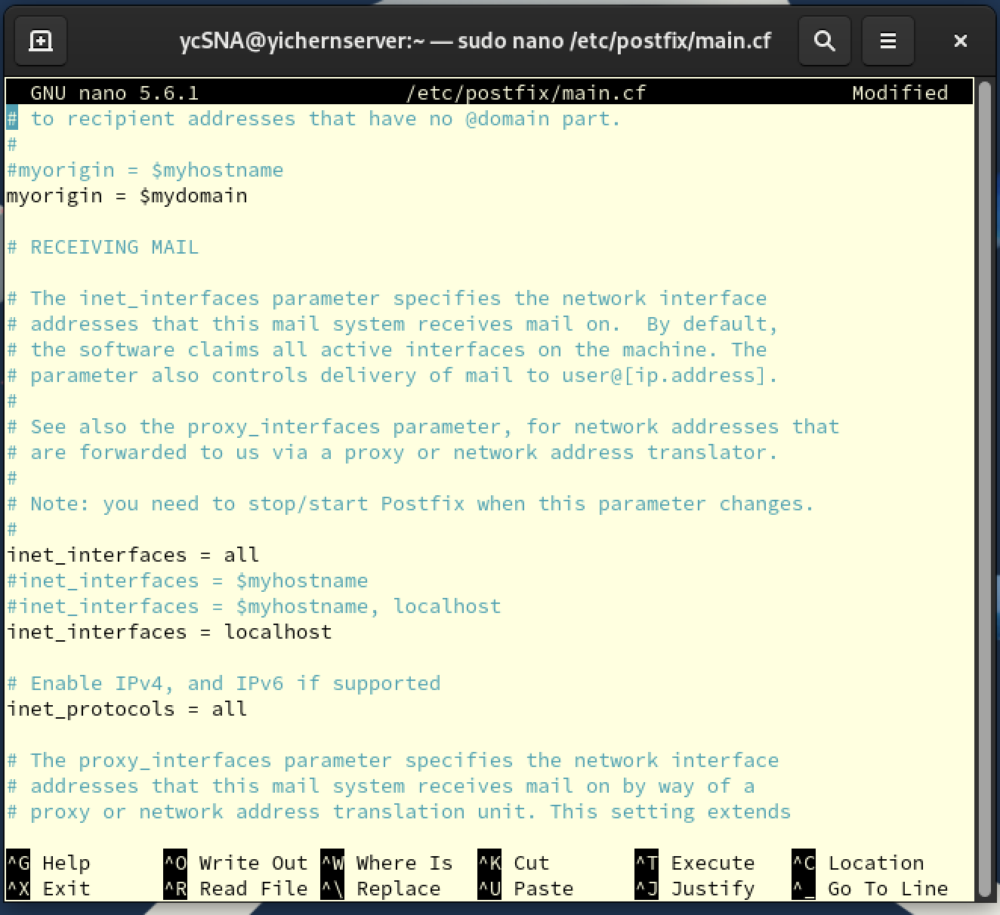 ycSNA@yichernserver:~ — sudo nano /etc/postfix/main.cf
GNU nano 5.6.1 /etc/postfix/main.cf Modified
# to recipient addresses that have no @domain part.
#
#myorigin = $myhostname
myorigin = $mydomain
# RECEIVING MAIL
# The inet_interfaces parameter specifies the network interface
# addresses that this mail system receives mail on.  By default,
# the software claims all active interfaces on the machine. The
# parameter also controls delivery of mail to user@[ip.address].
#
# See also the proxy_interfaces parameter, for network addresses that
# are forwarded to us via a proxy or network address translator.
#
# Note: you need to stop/start Postfix when this parameter changes.
#
inet_interfaces = all
#inet_interfaces = $myhostname
#inet_interfaces = $myhostname, localhost
inet_interfaces = localhost
# Enable IPv4, and IPv6 if supported
inet_protocols = all
# The proxy_interfaces parameter specifies the network interface
# addresses that this mail system receives mail on by way of a
# proxy or network address translation unit. This setting extends
^G Help ^O Write Out ^W Where Is ^K Cut ^T Execute ^C Location
^X Exit ^R Read File ^\ Replace ^U Paste ^J Justify ^_ Go To Line